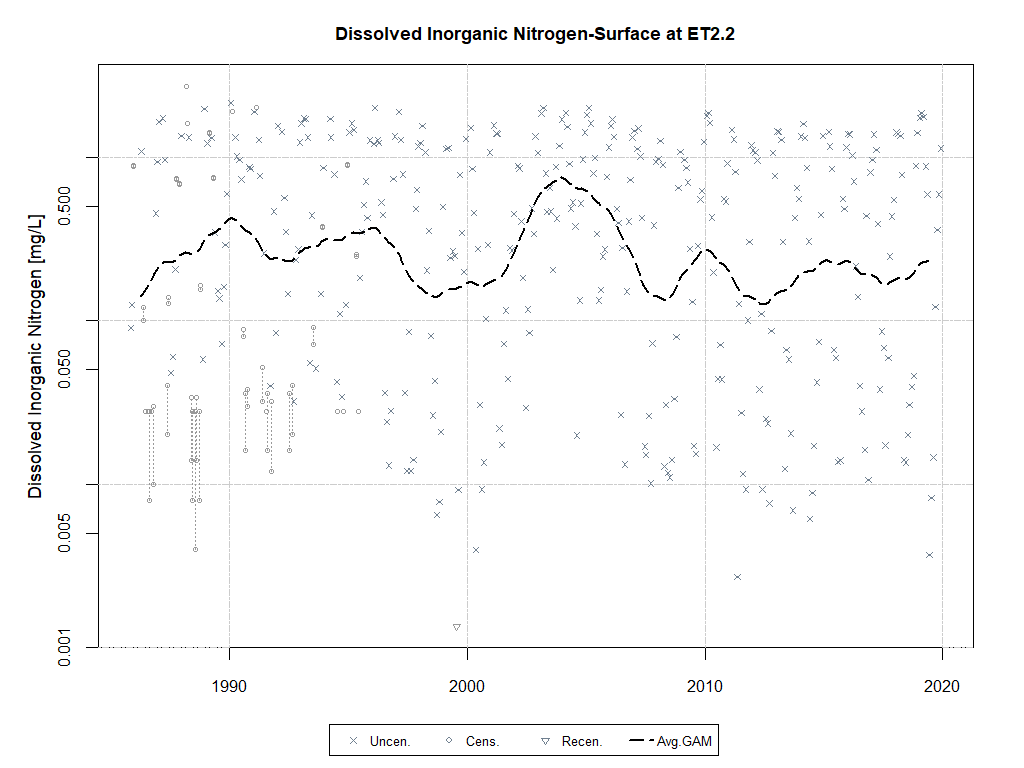 Dissolved Inorganic Nitrogen-Surface at ET2.2
Dissolved Inorganic Nitrogen [mg/L]
0.500
0.050
0.005
0.001
1990 2000 2010 2020
Uncen. Cens. Recen. Avg.GAM